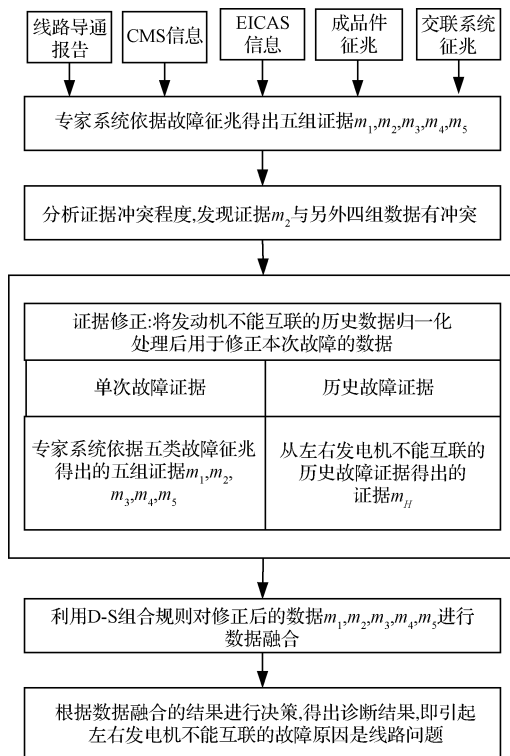 线路导通
报告
CMS信息
EICAS
信息
成品件
征兆
交联系统
征兆
专家系统依据故障征兆得出五组证据m₁,m₂,m₃,m₄,m₅
分析证据冲突程度,发现证据m₂与另外四组数据有冲突
证据修正:将发动机不能互联的历史数据归一化
处理后用于修正本次故障的数据
单次故障证据
历史故障证据
专家系统依据五类故障征兆
得出的五组证据m₁,m₂,
m₃,m₄,m₅
从左右发电机不能互联的
历史故障证据得出的
证据m_H
利用D-S组合规则对修正后的数据m₁,m₂,m₃,m₄,m₅进行
数据融合
根据数据融合的结果进行决策,得出诊断结果,即引起
左右发电机不能互联的故障原因是线路问题